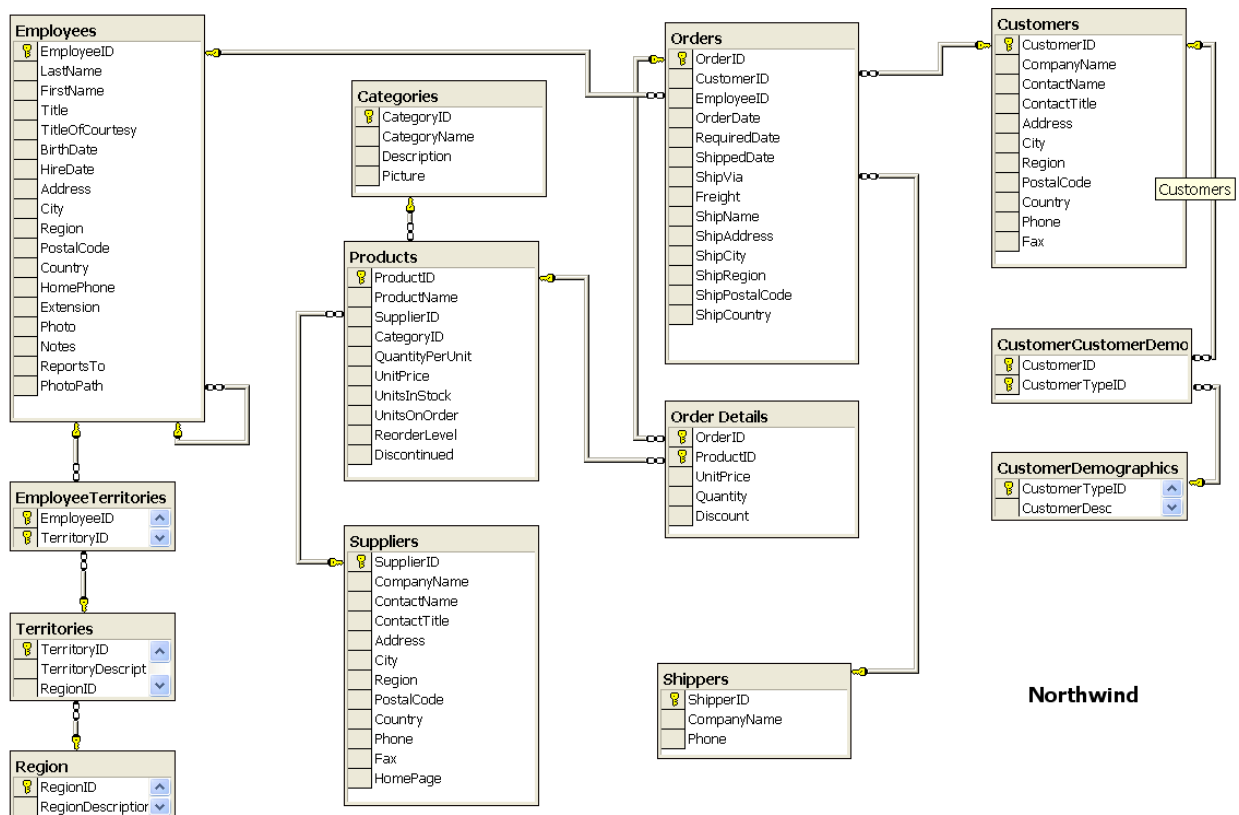 Employees
EmployeeID
LastName
FirstName
Title
TitleOfCourtesy
BirthDate
HireDate
Address
City
Region
PostalCode
Country
HomePhone
Extension
Photo
Notes
ReportsTo
PhotoPath
EmployeeTerritories
EmployeeID
TerritoryID
Territories
TerritoryID
TerritoryDescript
RegionID
Region
RegionID
RegionDescription
Categories
CategoryID
CategoryName
Description
Picture
Products
ProductID
ProductName
SupplierID
CategoryID
QuantityPerUnit
UnitPrice
UnitsInStock
UnitsOnOrder
ReorderLevel
Discontinued
Suppliers
SupplierID
CompanyName
ContactName
ContactTitle
Address
City
Region
PostalCode
Country
Phone
Fax
HomePage
Orders
OrderID
CustomerID
EmployeeID
OrderDate
RequiredDate
ShippedDate
ShipVia
Freight
ShipName
ShipAddress
ShipCity
ShipRegion
ShipPostalCode
ShipCountry
Order Details
OrderID
ProductID
UnitPrice
Quantity
Discount
Shippers
ShipperID
CompanyName
Phone
Customers
CustomerID
CompanyName
ContactName
ContactTitle
Address
City
Region
PostalCode
Country
Phone
Fax
Customers
CustomerCustomerDemo
CustomerID
CustomerTypeID
CustomerDemographics
CustomerTypeID
CustomerDesc
Northwind